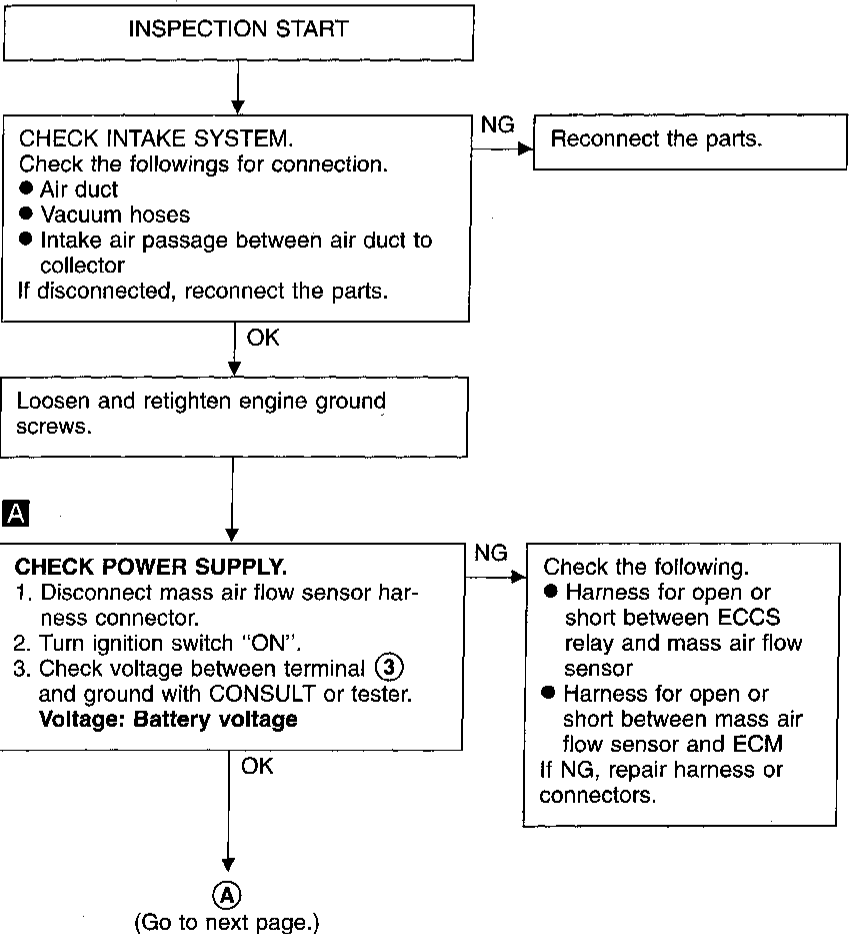 INSPECTION START
CHECK INTAKE SYSTEM.
Check the followings for connection.
● Air duct
● Vacuum hoses
● Intake air passage between air duct to
collector
If disconnected, reconnect the parts.
NG
Reconnect the parts.
OK
Loosen and retighten engine ground
screws.
A
CHECK POWER SUPPLY.
1. Disconnect mass air flow sensor har-
ness connector.
2. Turn ignition switch “ON”.
3. Check voltage between terminal ③
and ground with CONSULT or tester.
Voltage: Battery voltage
NG
Check the following.
● Harness for open or
short between ECCS
relay and mass air flow
sensor
● Harness for open or
short between mass air
flow sensor and ECM
If NG, repair harness or
connectors.
OK
Ⓐ
(Go to next page.)